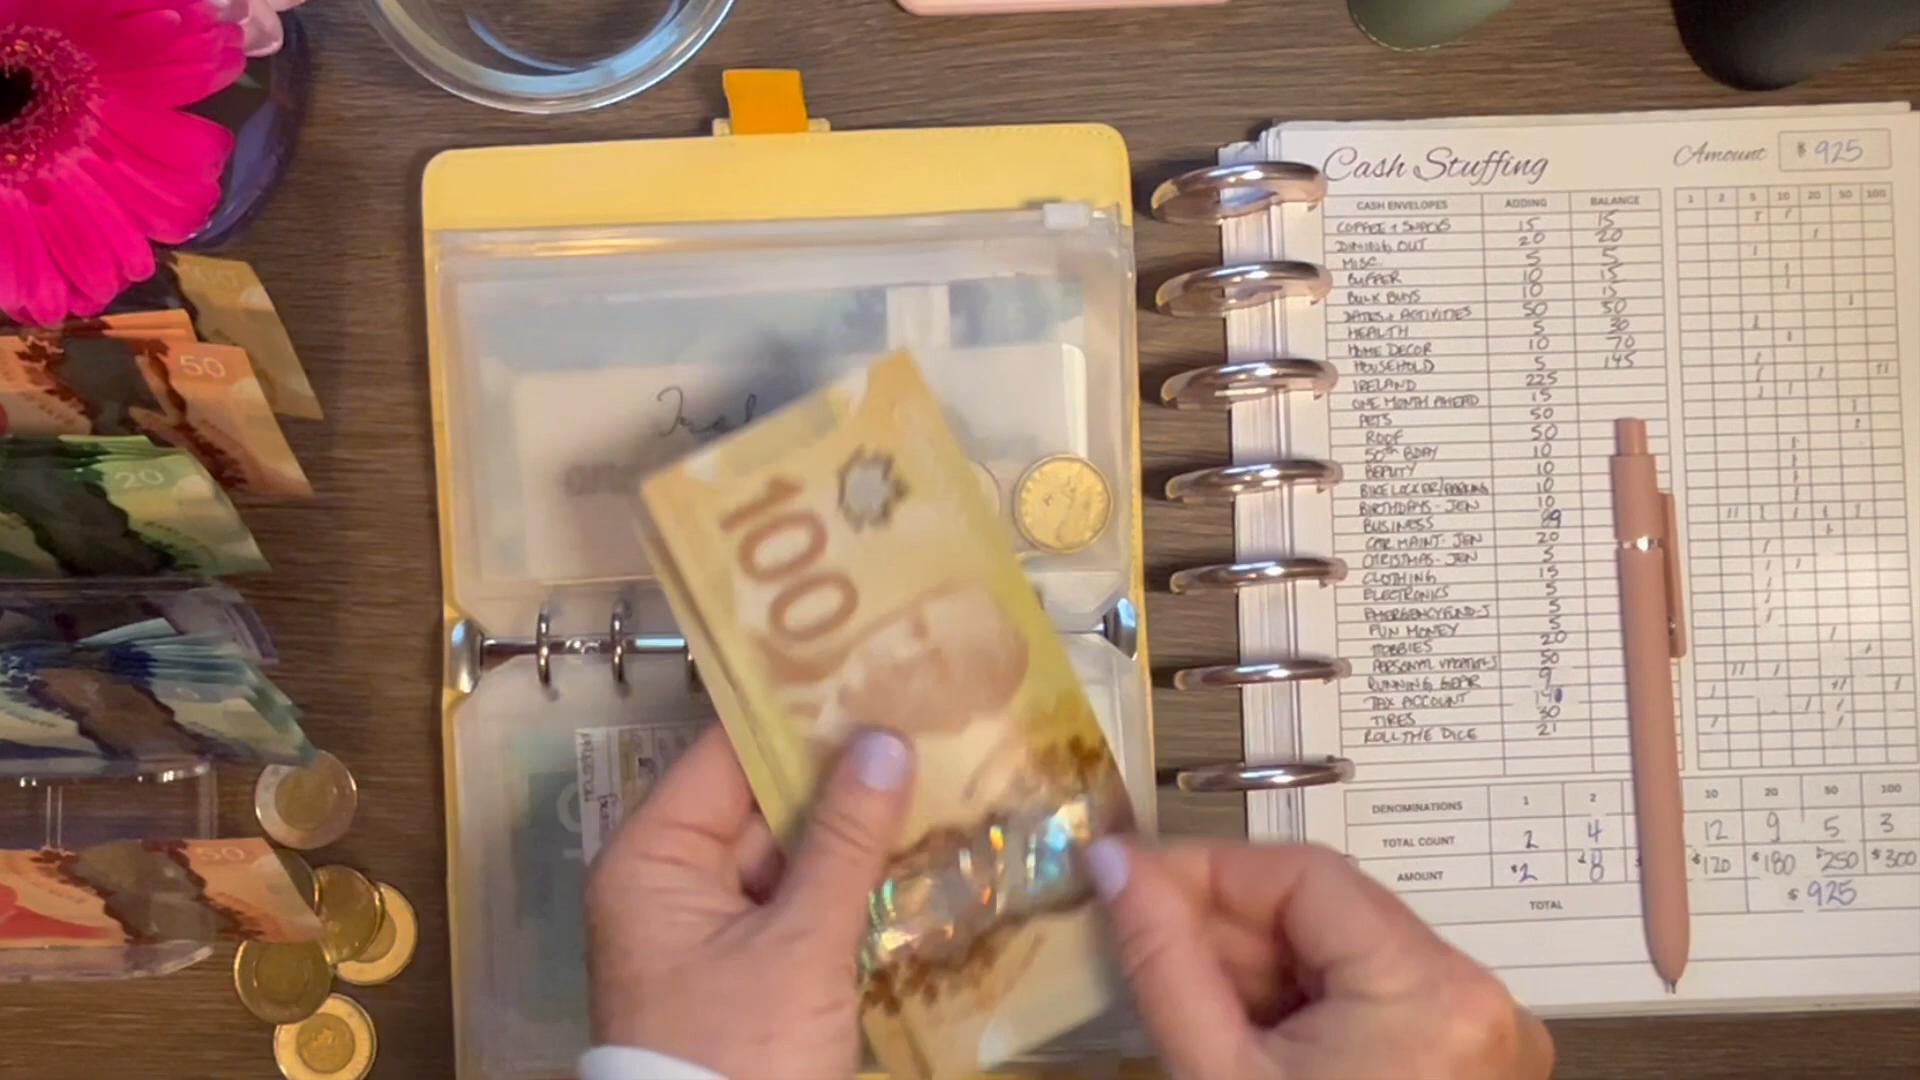 Cash Stuffing Amount $ 925
CASH ENVELOPES ADDING BALANCE 1 2 5 10 20 50 100
COFFEE + SNACKS 15 15
DINING OUT 20 20
MISC. 5 5
BUFFER 10 15
BULK BUYS 10 15
DATES + ACTIVITIES 50 50
HEALTH 5 30
HOME DECOR 10 70
HOUSEHOLD 5 145
IRELAND 225
ONE MONTH AHEAD 15
PETS 50
ROOF 50
50TH BDAY 10
BEAUTY 10
BIKE LOCKER/PARKING 10
BIRTHDAYS - JEN 10
BUSINESS
CAR MAINT- JEN 20
CHRISTMAS- JEN 5
CLOTHING 15
ELECTRONICS 5
EMERGENCY FUND-J 5
FUN MONEY 5
HOBBIES 20
PERSONAL 50
RUNNING GEAR 9
TAX ACCOUNT
TIRES 30
ROLL THE DICE 21
DENOMINATIONS 1 2 10 20 50 100
TOTAL COUNT 2 4 12 9 5 3
AMOUNT $2 $8 $120 $180 $250 $300
TOTAL $ 925
100
50
20
50